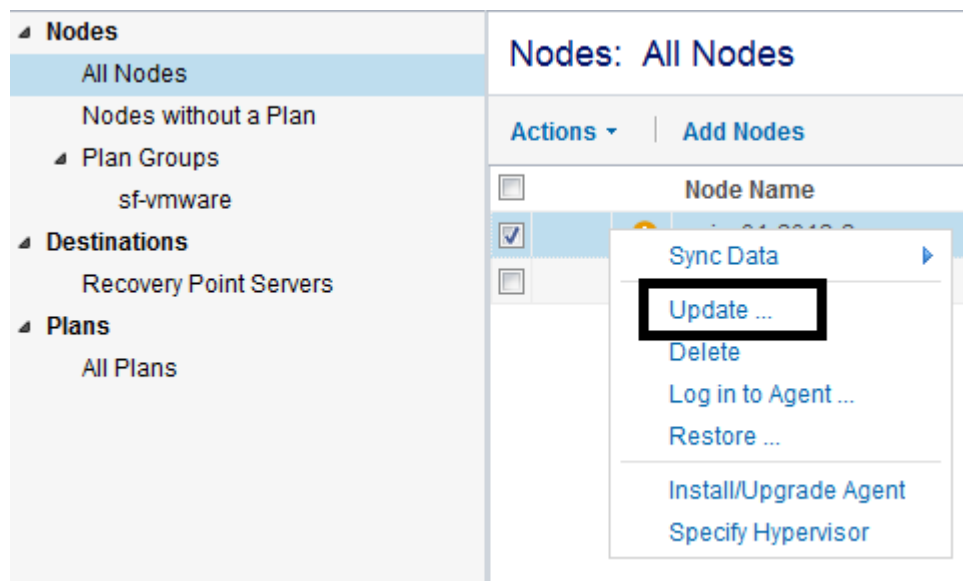 Nodes
All Nodes
Nodes without a Plan
Plan Groups
sf-vmware
Destinations
Recovery Point Servers
Plans
All Plans
Nodes: All Nodes
Actions
Add Nodes
Node Name
Sync Data
Update ...
Delete
Log in to Agent ...
Restore ...
Install/Upgrade Agent
Specify Hypervisor